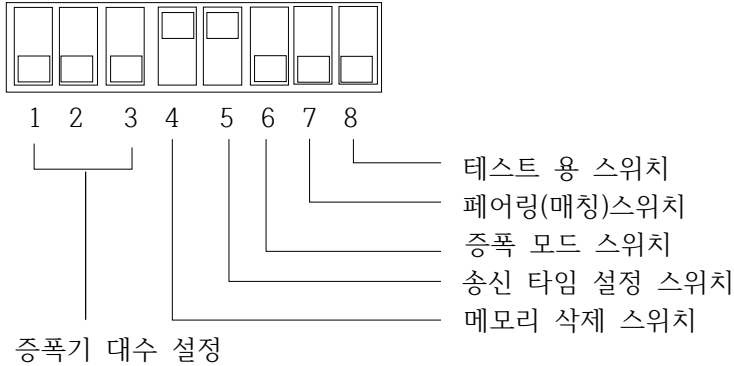 1 2 3 4 5 6 7 8
테스트 용 스위치
페어링(매칭)스위치
증폭 모드 스위치
송신 타임 설정 스위치
메모리 삭제 스위치
증폭기 대수 설정